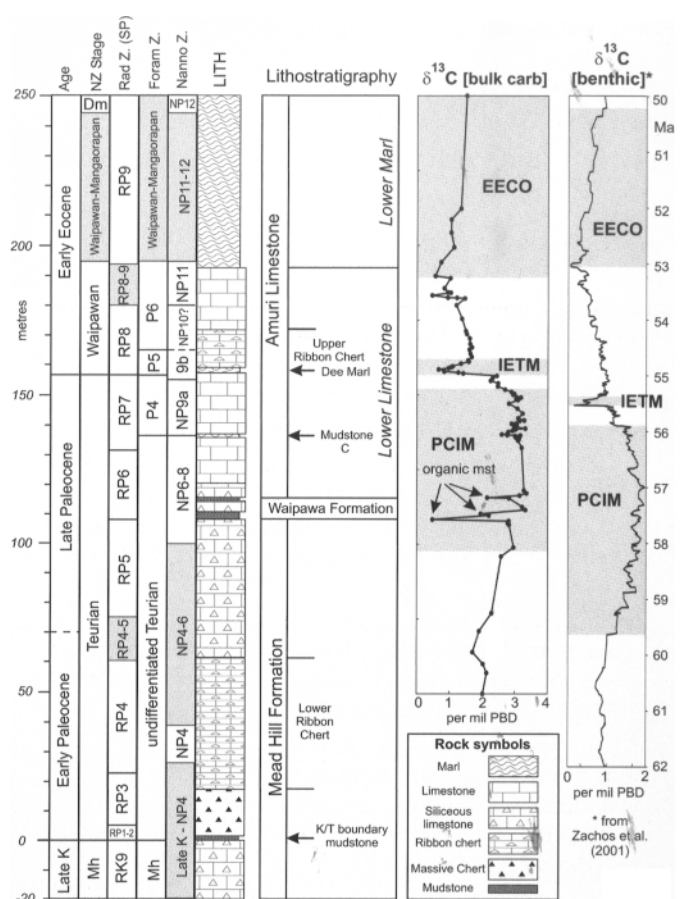 Age
NZ Stage
Rad Z. (SP)
Foram Z.
Nanno Z.
LITH
Lithostratigraphy
δ13C [bulk carb]
δ13C
[benthic]*
250
200
150
100
50
0
-20
metres
Early Eocene
Late Paleocene
Early Paleocene
Late K
Dm
Waipawan-Mangaorapan
Waipawan
Teurian
Mh
RP9
RP8-9
RP8
RP7
RP6
RP5
RP4-5
RP4
RP3
RP1-2
RK9
Waipawan-Mangaorapan
P6
P5
P4
undifferentiated Teurian
Mh
NP12
NP11-12
NP11
NP10?
9b
NP9a
NP6-8
NP4-6
NP4
Late K - NP4
Amuri Limestone
Lower Marl
Lower Limestone
Upper
Ribbon Chert
Dee Marl
Mudstone
C
Waipawa Formation
Mead Hill Formation
Lower
Ribbon
Chert
K/T boundary
mudstone
EECO
IETM
PCIM
organic mst
0 1 2 3 4
per mil PBD
EECO
IETM
PCIM
50
Ma
51
52
53
54
55
56
57
58
59
60
61
62
0 1 2
per mil PBD
Rock symbols
Marl
Limestone
Siliceous
limestone
Ribbon chert
Massive Chert
Mudstone
* from
Zachos et al.
(2001)